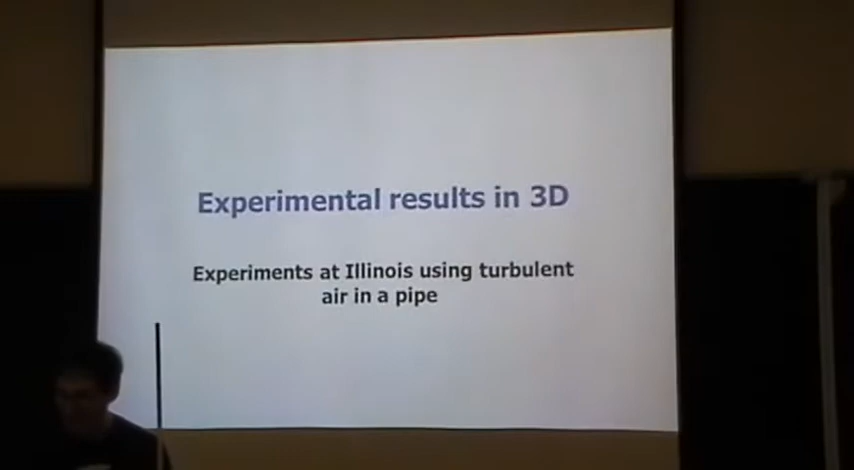 Experimental results in 3D
Experiments at Illinois using turbulent
air in a pipe